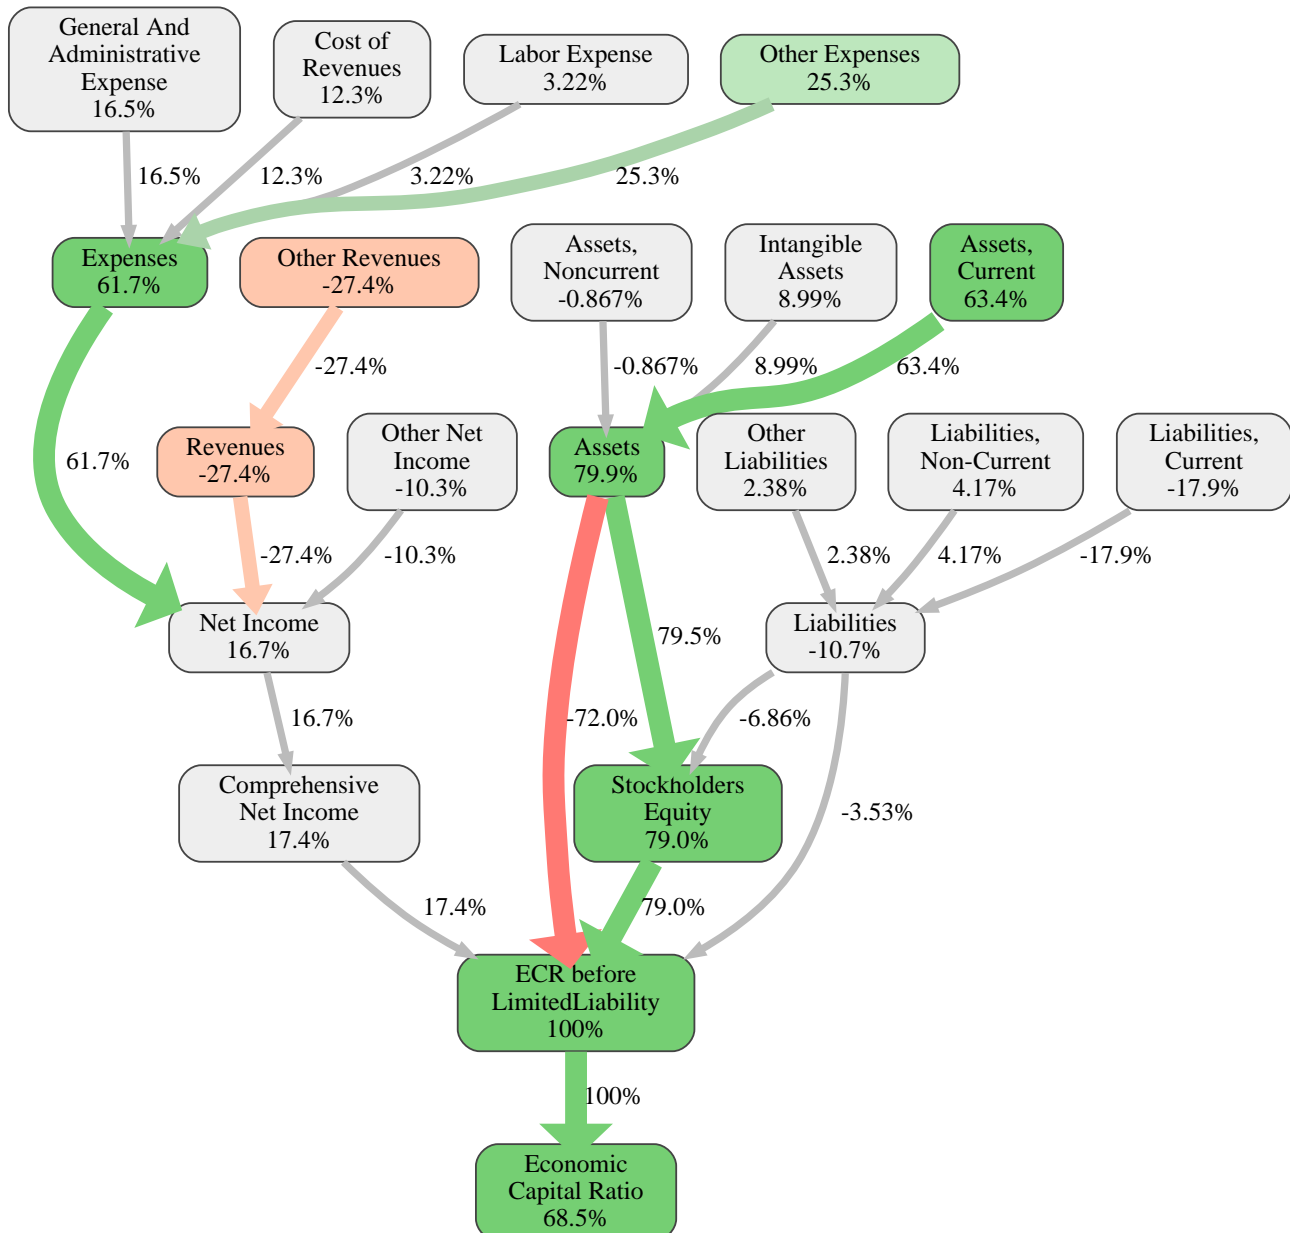 General And
Administrative
Expense
16.5%
Cost of
Revenues
12.3%
Labor Expense
3.22%
Other Expenses
25.3%
16.5%
12.3%
3.22%
25.3%
Expenses
61.7%
Other Revenues
-27.4%
Assets,
Noncurrent
-0.867%
Intangible
Assets
8.99%
Assets,
Current
63.4%
-27.4%
-0.867%
8.99%
63.4%
61.7%
Revenues
-27.4%
Other Net
Income
-10.3%
Assets
79.9%
Other
Liabilities
2.38%
Liabilities,
Non-Current
4.17%
Liabilities,
Current
-17.9%
-27.4%
-10.3%
2.38%
4.17%
-17.9%
Net Income
16.7%
79.5%
Liabilities
-10.7%
16.7%
-72.0%
-6.86%
Comprehensive
Net Income
17.4%
Stockholders
Equity
79.0%
-3.53%
17.4%
79.0%
ECR before
LimitedLiability
100%
100%
Economic
Capital Ratio
68.5%